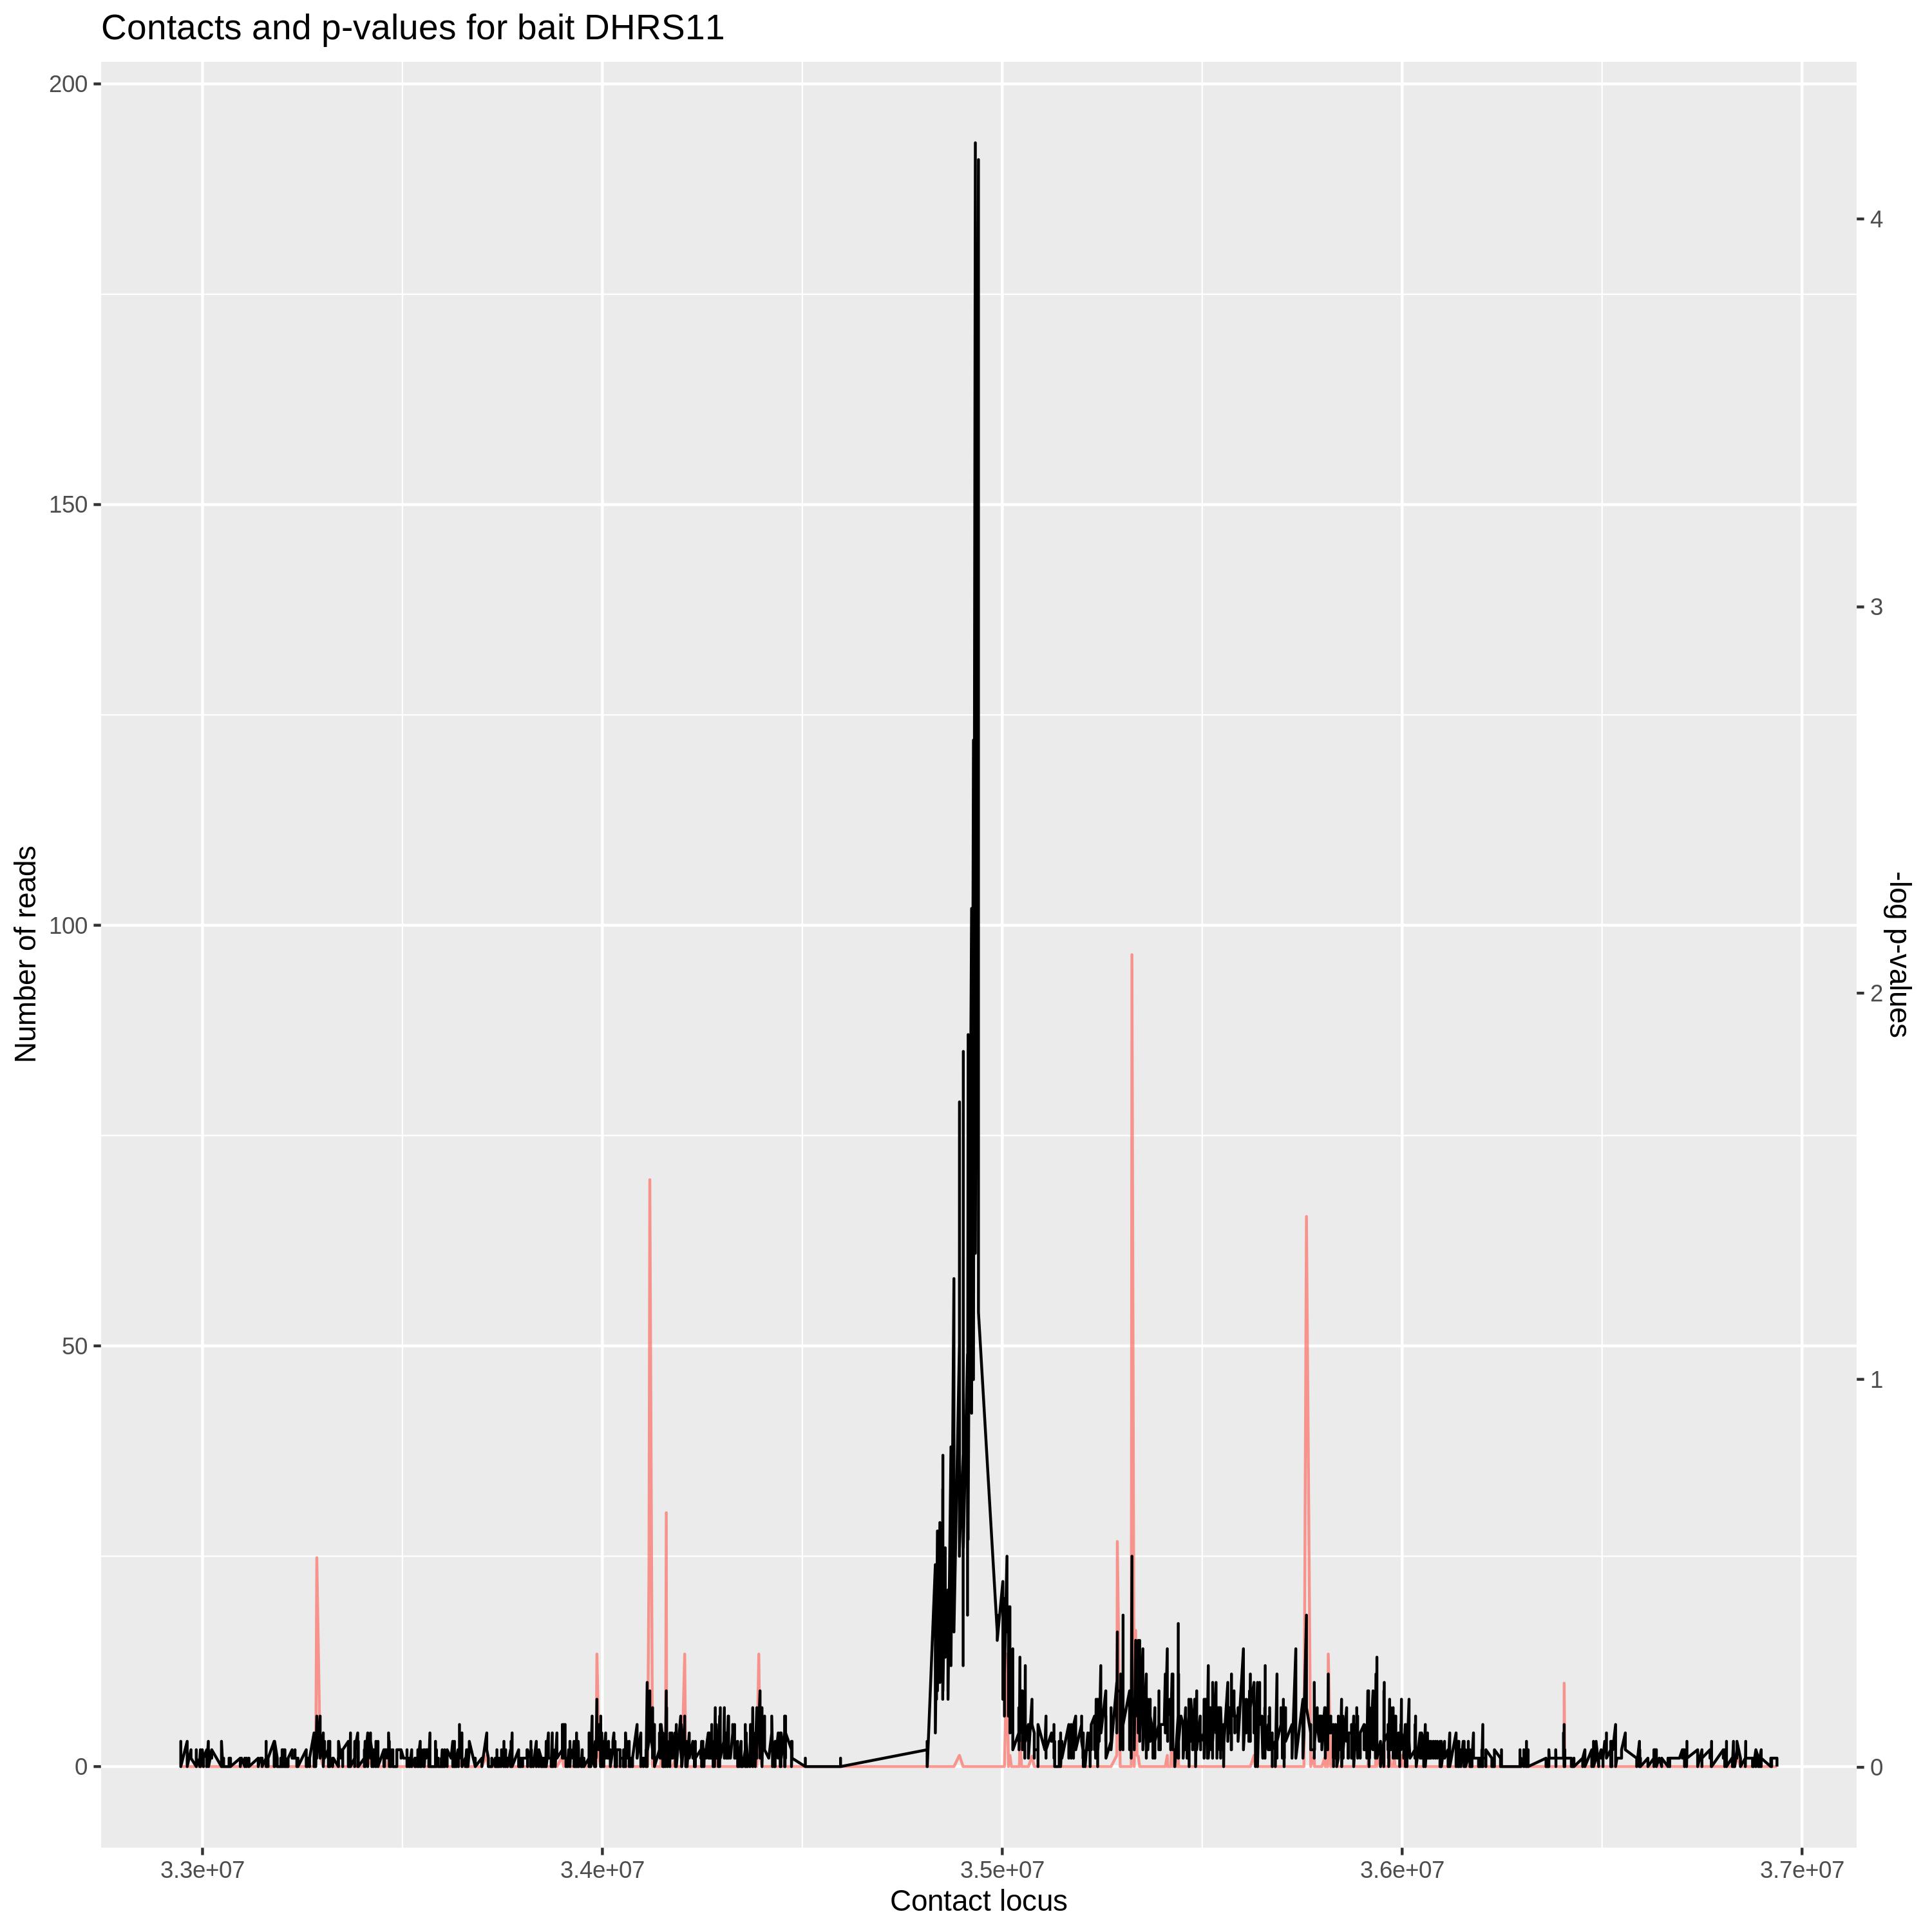 Contacts and p-values for bait DHRS11
200
150
100
50
0
Number of reads
4
3
2
1
0
-log p-values
3.3e+07
3.4e+07
3.5e+07
3.6e+07
3.7e+07
Contact locus